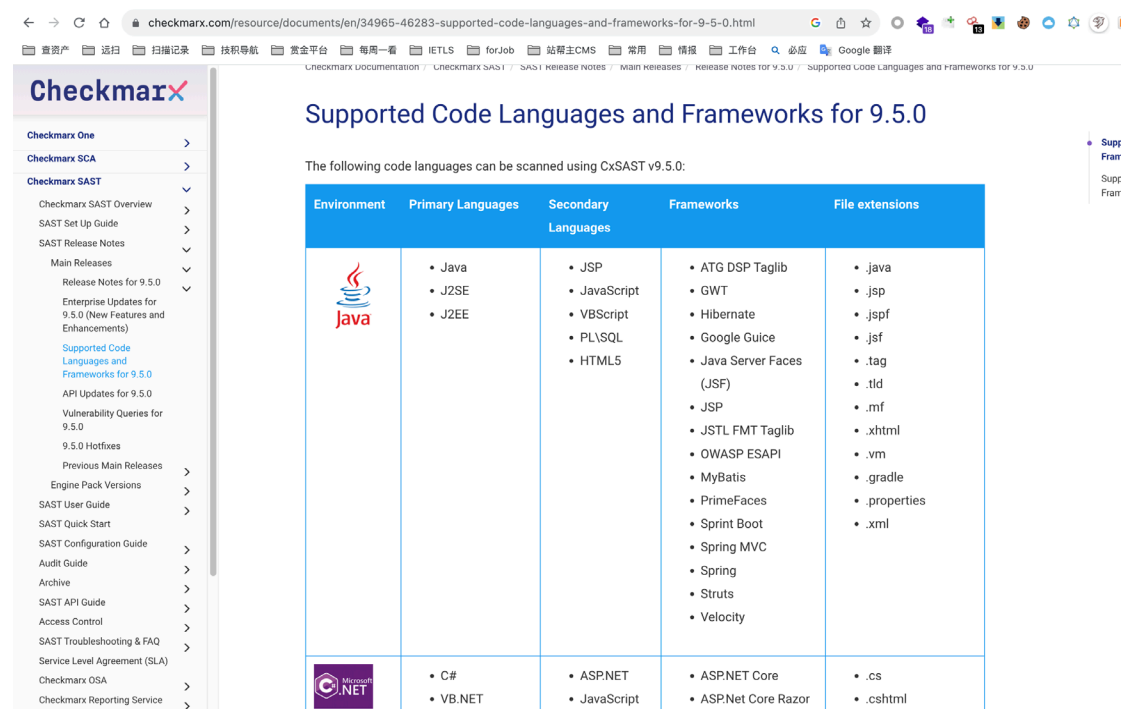 checkmarx.com/resource/documents/en/34965-46283-supported-code-languages-and-frameworks-for-9-5-0.html
18
13
查资产 远扫 扫描记录 技积导航 赏金平台 每周一看 IETLS forJob 站帮主CMS 常用 情报 工作台 必应 Google 翻译
Checkmarx
Checkmarx One
Checkmarx SCA
Checkmarx SAST
Checkmarx SAST Overview
SAST Set Up Guide
SAST Release Notes
Main Releases
Release Notes for 9.5.0
Enterprise Updates for
9.5.0 (New Features and
Enhancements)
Supported Code
Languages and
Frameworks for 9.5.0
API Updates for 9.5.0
Vulnerability Queries for
9.5.0
9.5.0 Hotfixes
Previous Main Releases
Engine Pack Versions
SAST User Guide
SAST Quick Start
SAST Configuration Guide
Audit Guide
Archive
SAST API Guide
Access Control
SAST Troubleshooting & FAQ
Service Level Agreement (SLA)
Checkmarx OSA
Checkmarx Reporting Service
Checkmarx Documentation / Checkmarx SAST / SAST Release Notes / Main Releases / Release Notes for 9.5.0 / Supported Code Languages and Frameworks for 9.5.0
Supported Code Languages and Frameworks for 9.5.0
The following code languages can be scanned using CxSAST v9.5.0:
Environment Primary Languages Secondary Languages Frameworks File extensions
Java
• Java
• J2SE
• J2EE
• JSP
• JavaScript
• VBScript
• PL\SQL
• HTML5
• ATG DSP Taglib
• GWT
• Hibernate
• Google Guice
• Java Server Faces
(JSF)
• JSP
• JSTL FMT Taglib
• OWASP ESAPI
• MyBatis
• PrimeFaces
• Sprint Boot
• Spring MVC
• Spring
• Struts
• Velocity
• .java
• .jsp
• .jspf
• .jsf
• .tag
• .tld
• .mf
• .xhtml
• .vm
• .gradle
• .properties
• .xml
C# Microsoft
.NET
• C#
• VB.NET
• ASP.NET
• JavaScript
• ASP.NET Core
• ASP.Net Core Razor
• .cs
• .cshtml
Supp
Fram
Supp
Fram